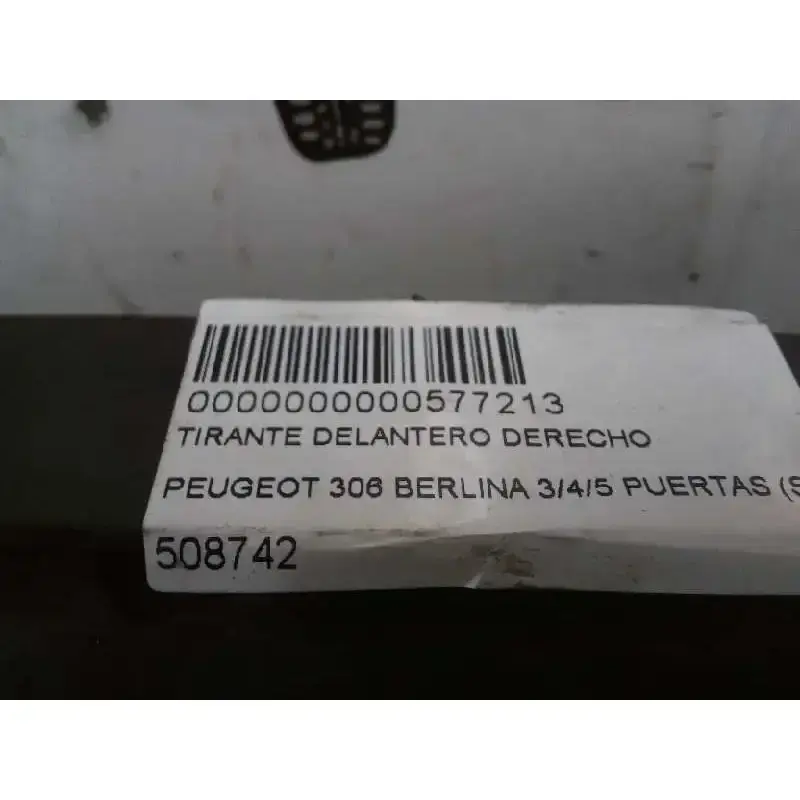 0000000000577213
TIRANTE DELANTERO DERECHO
PEUGEOT 306 BERLINA 3/4/5 PUERTAS (S
508742